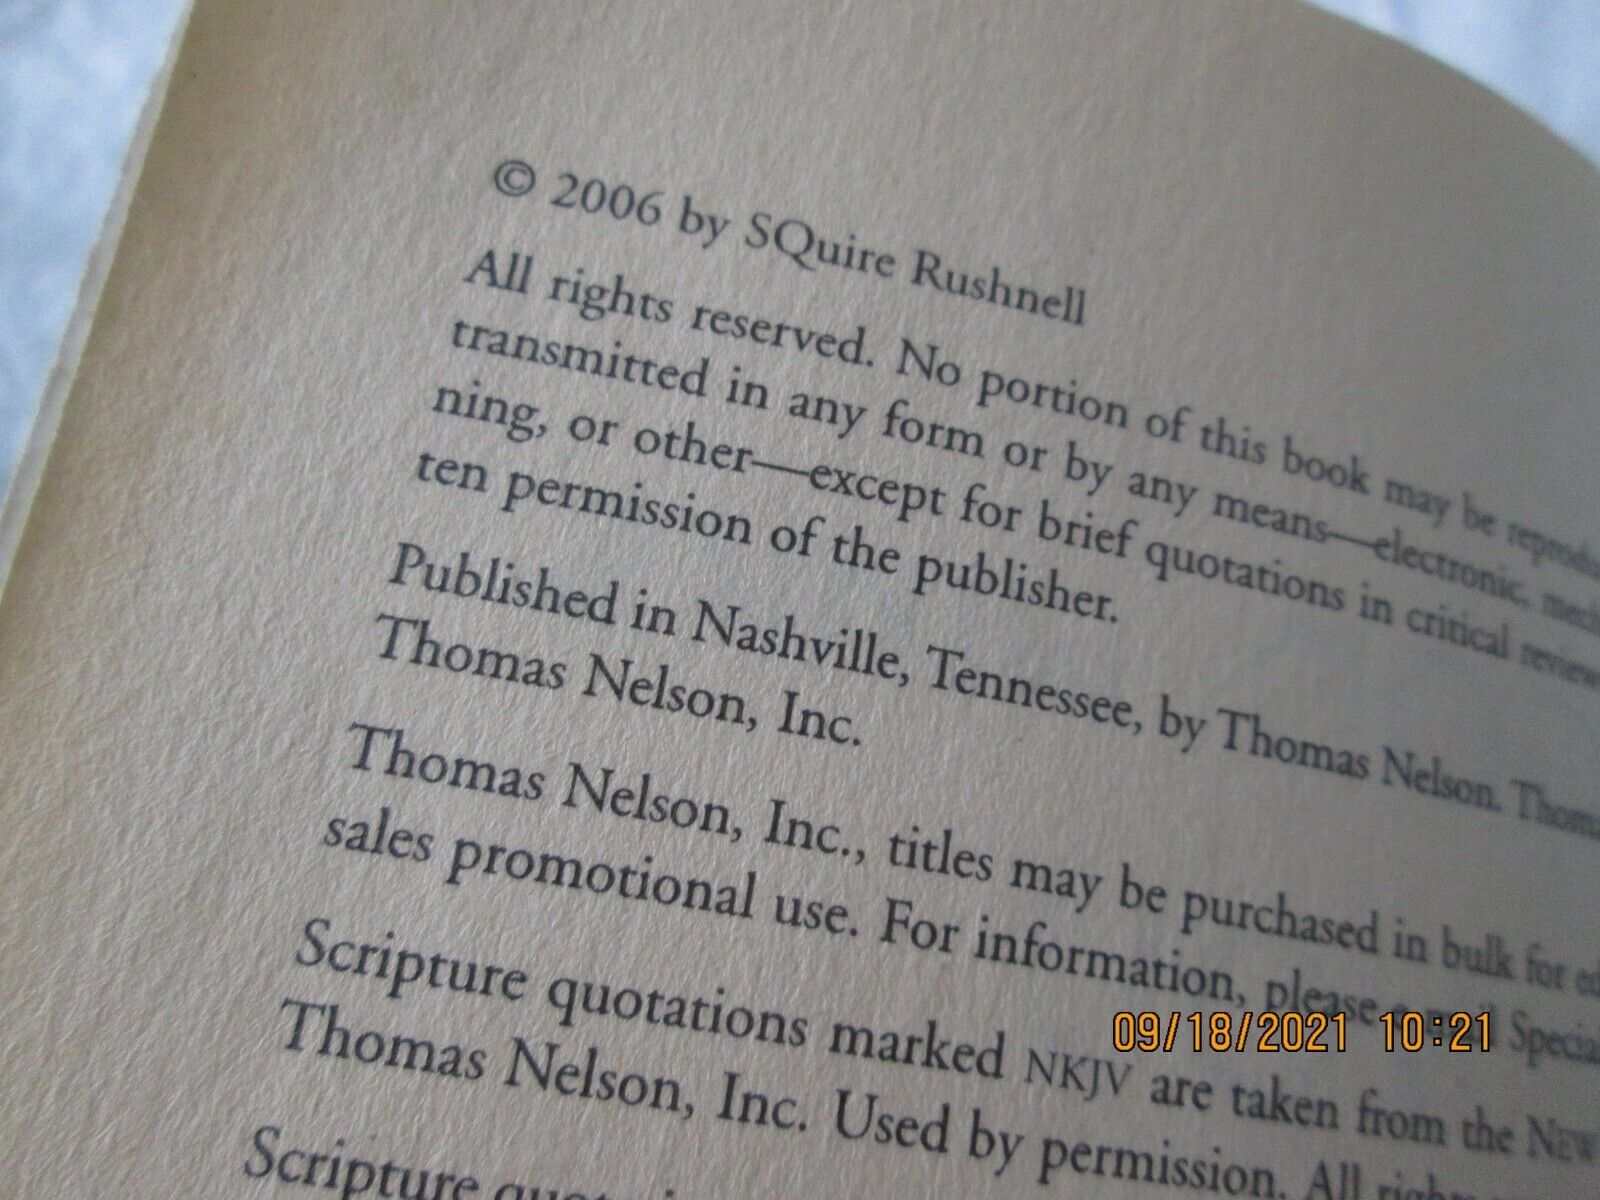 © 2006 by SQuire Rushnell
All rights reserved. No portion of this book may be
transmitted in any form or by any means—electronic,
ning, or other—except for brief quotations in critical
ten permission of the publisher.
Published in Nashville, Tennessee, by Thomas Nelson.
Thomas Nelson, Inc.
Thomas Nelson, Inc., titles may be purchased in bulk for
sales promotional use. For information, please
Scripture quotations marked NKJV are taken from the NEW
Thomas Nelson, Inc. Used by permission. All
Scripture
09/18/2021 10:21